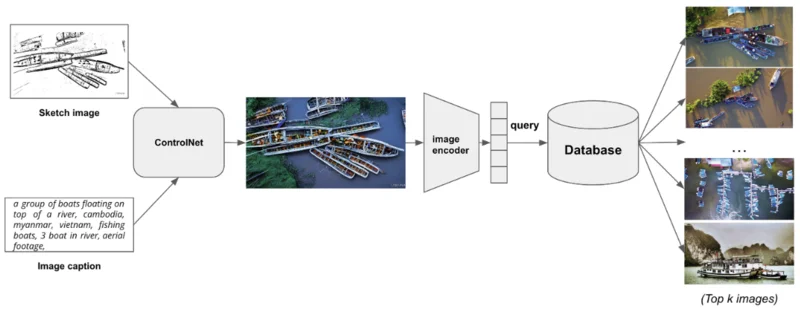 Sketch image
ControlNet
a group of boats floating on
top of a river, cambodia,
myanmar, vietnam, fishing
boats, 3 boat in river, aerial
footage,
Image caption
image
encoder
query
Database
...
(Top k images)